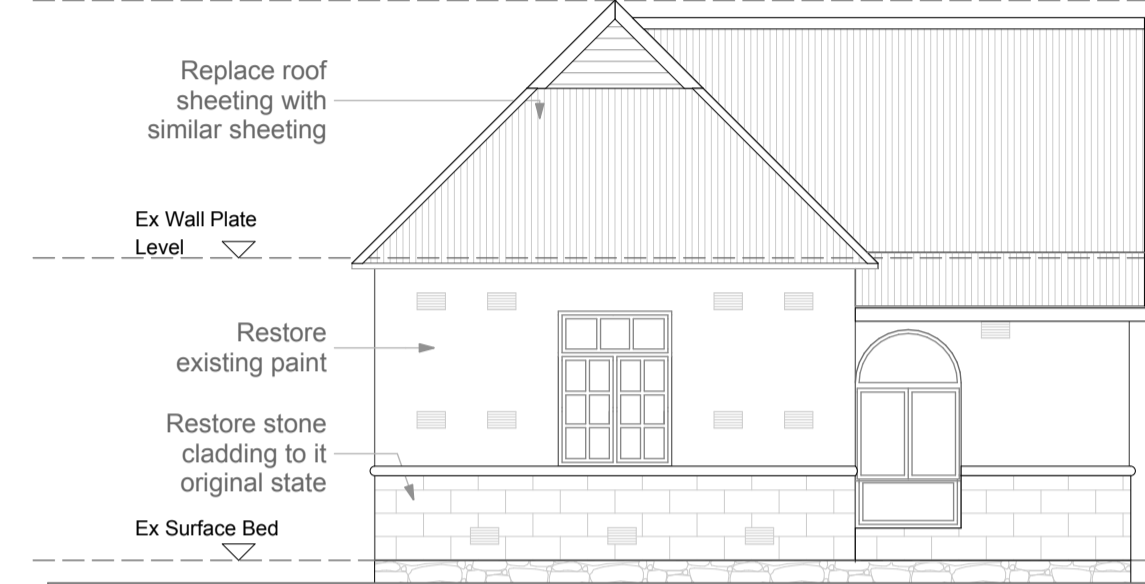 Replace roof
sheeting with
similar sheeting
Ex Wall Plate
Level
Restore
existing paint
Restore stone
cladding to it
original state
Ex Surface Bed